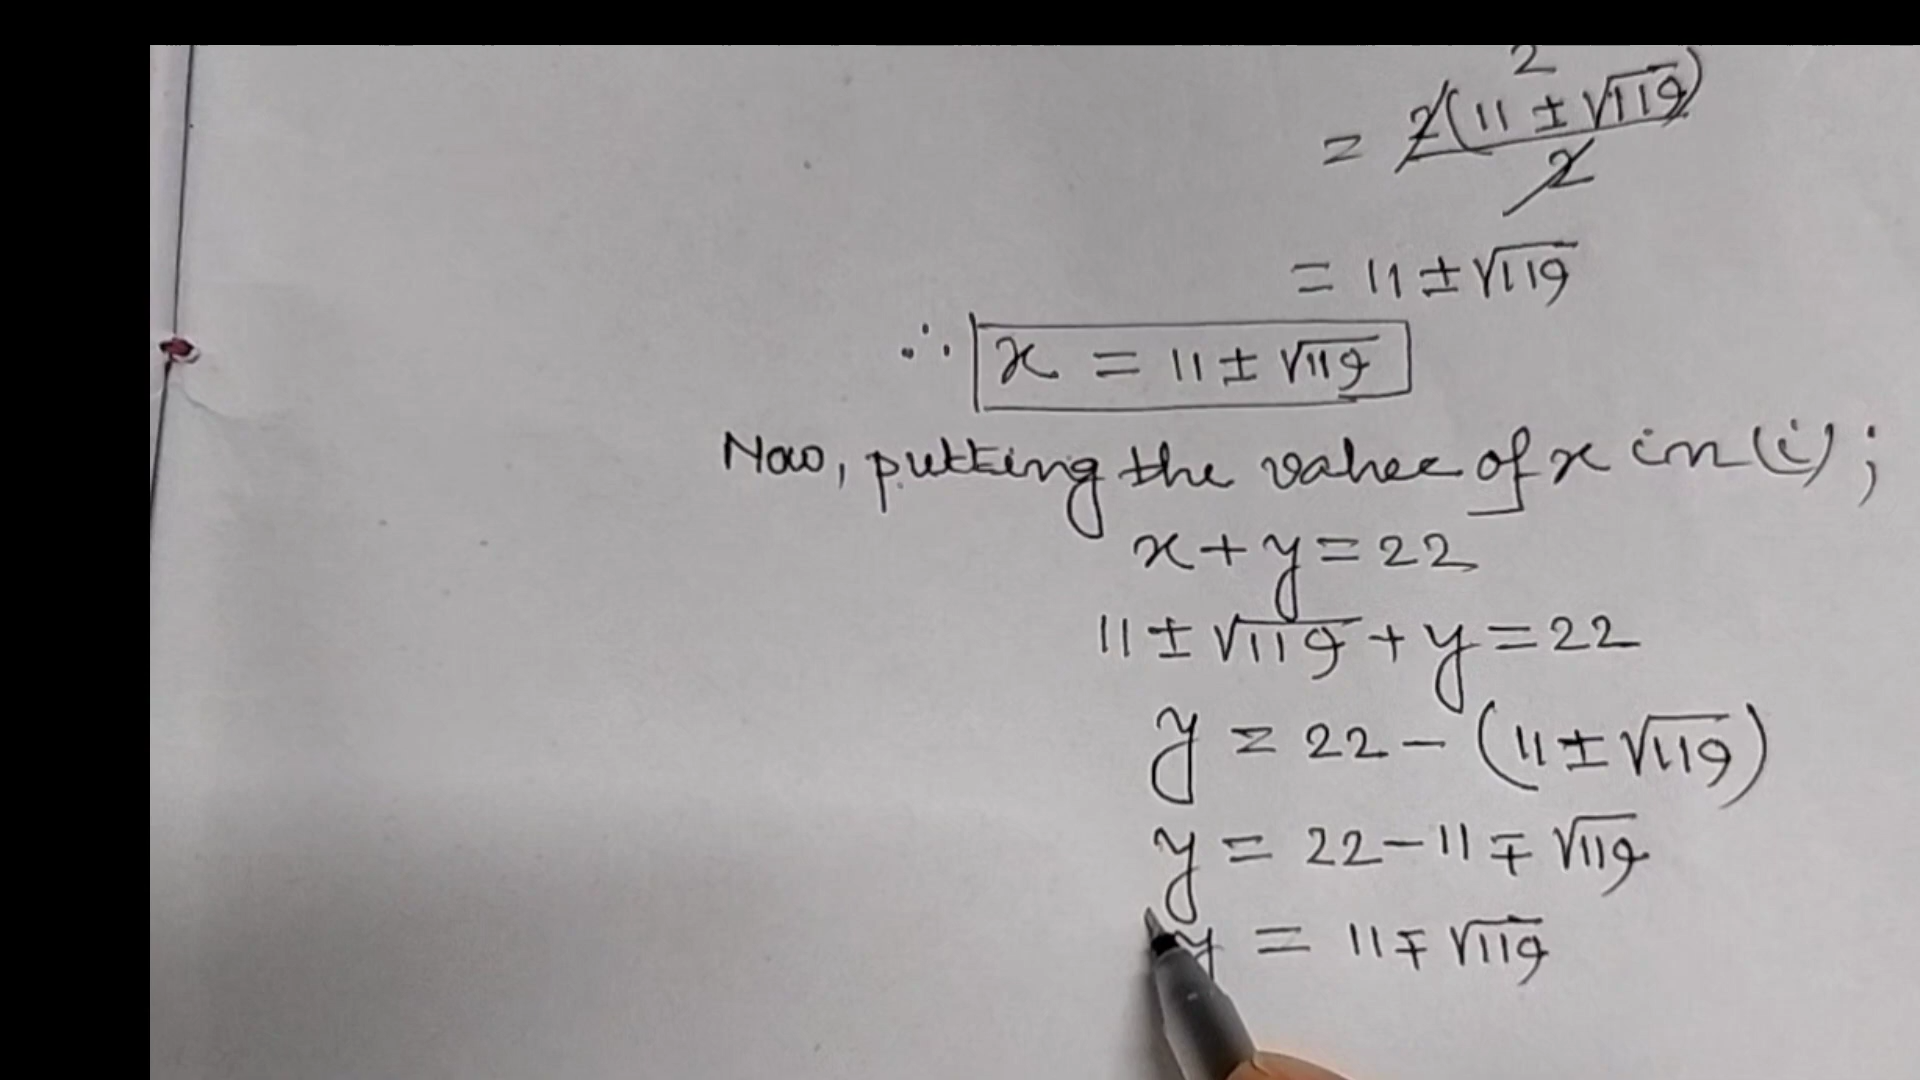 2
= 2(11 ± √119)
2
= 11 ± √119
∴ x = 11 ± √119
Now, putting the value of x in (i);
x + y = 22
11 ± √119 + y = 22
y = 22 - (11 ± √119)
y = 22 - 11 ∓ √119
y = 11 ∓ √119